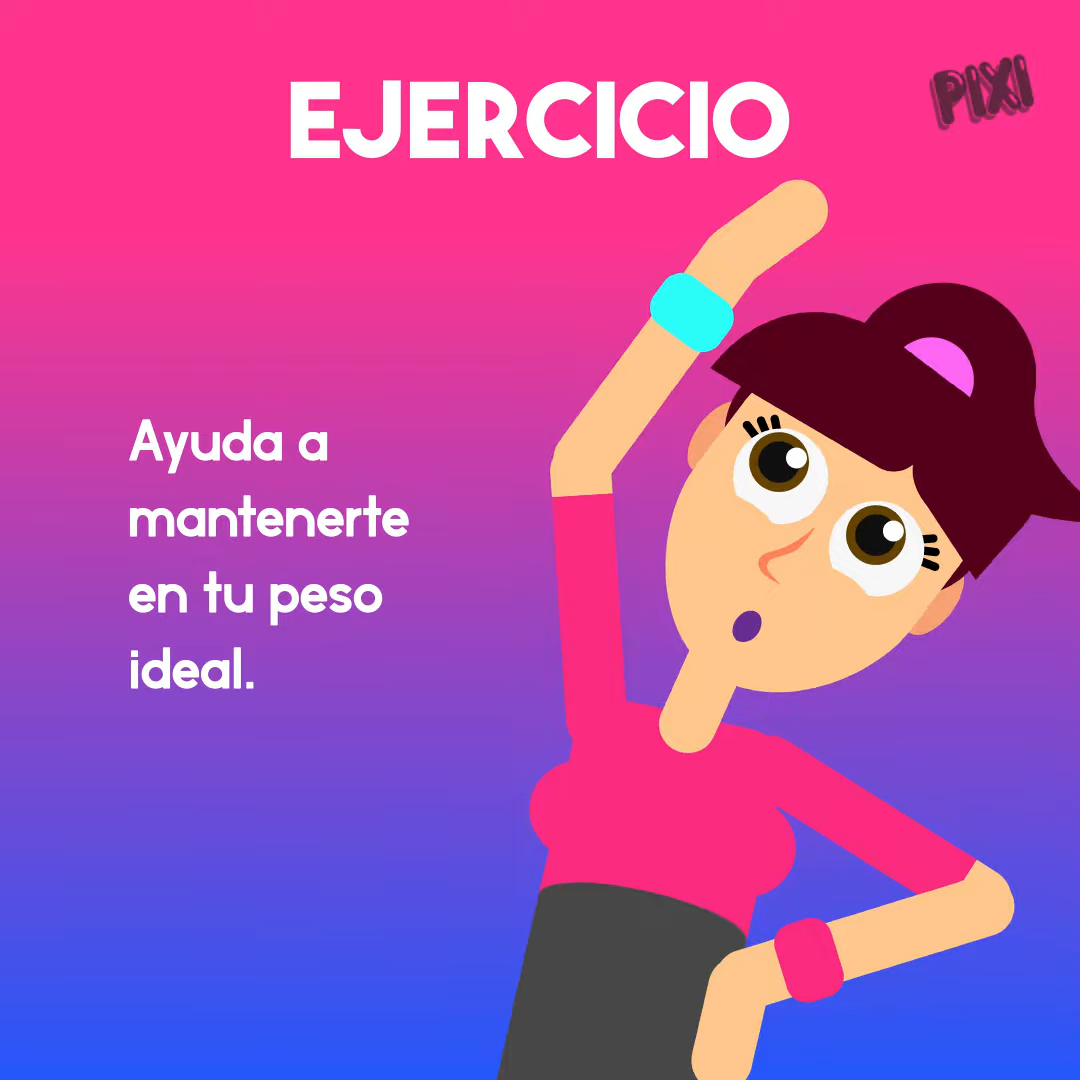 EJERCICIO
PIXI
Ayuda a
mantenerte
en tu peso
ideal.